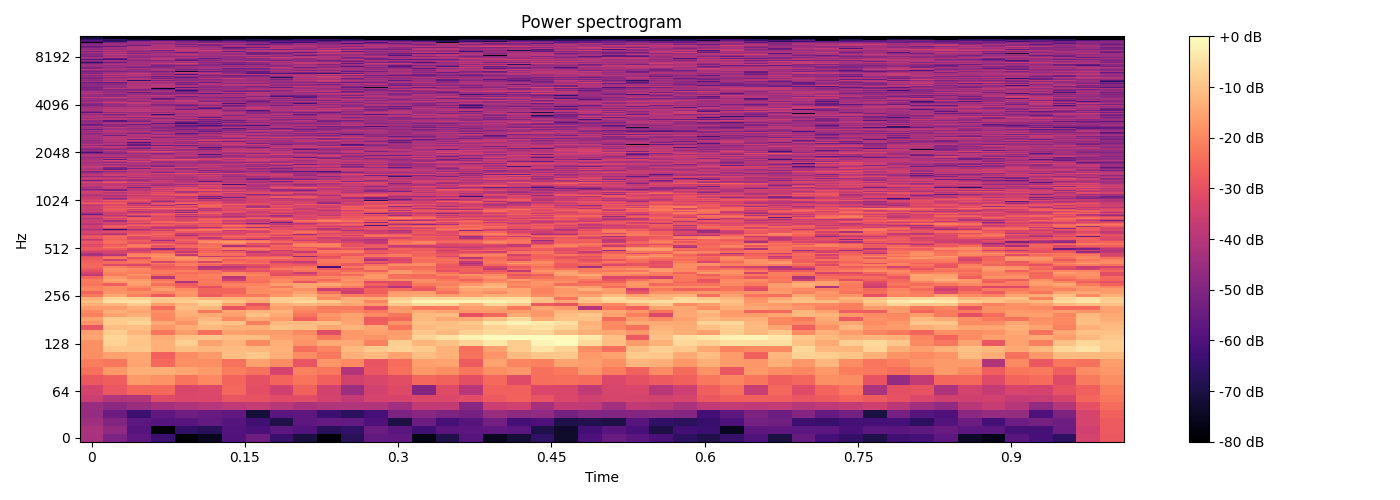 Power spectrogram
Hz
8192
4096
2048
1024
512
256
128
64
0
0 0.15 0.3 0.45 0.6 0.75 0.9
Time
+0 dB
-10 dB
-20 dB
-30 dB
-40 dB
-50 dB
-60 dB
-70 dB
-80 dB